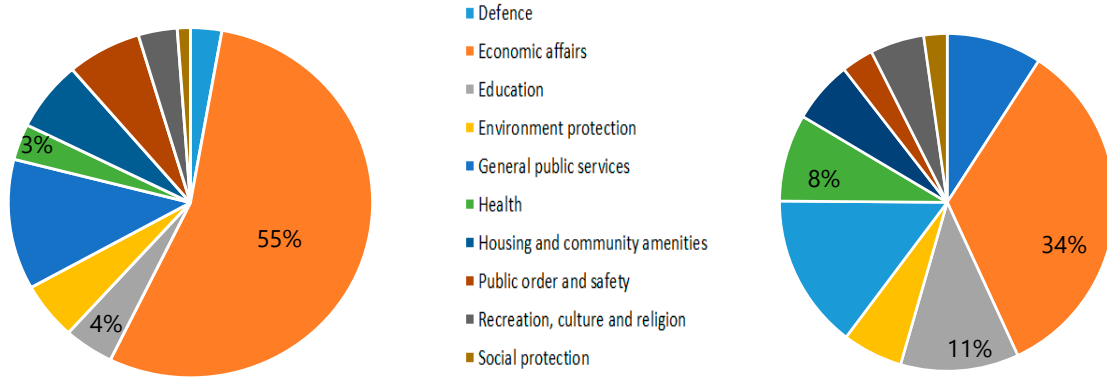 3%
55%
4%
Defence
Economic affairs
Education
Environment protection
General public services
Health
Housing and community amenities
Public order and safety
Recreation, culture and religion
Social protection
8%
34%
11%